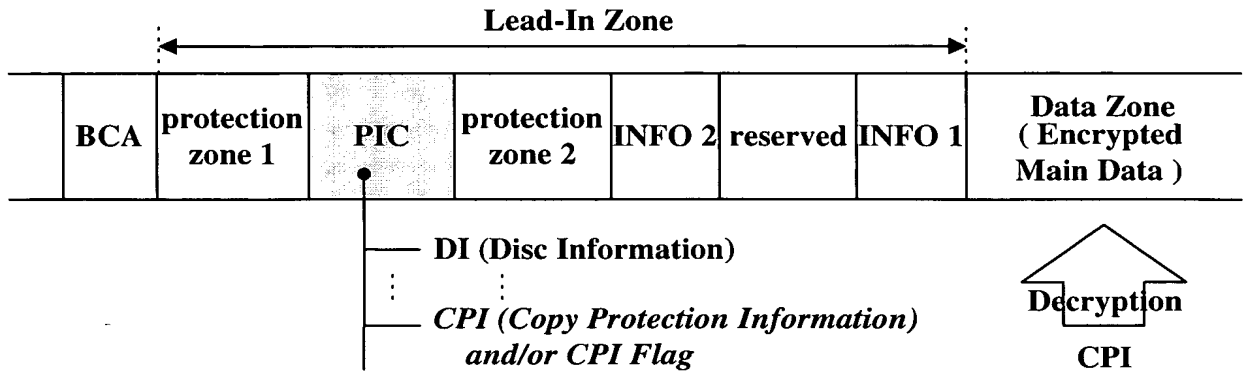 Lead-In Zone
BCA
protection
zone 1
PIC
protection
zone 2
INFO 2
reserved
INFO 1
Data Zone
( Encrypted
Main Data )
DI (Disc Information)
CPI (Copy Protection Information)
and/or CPI Flag
Decryption
CPI